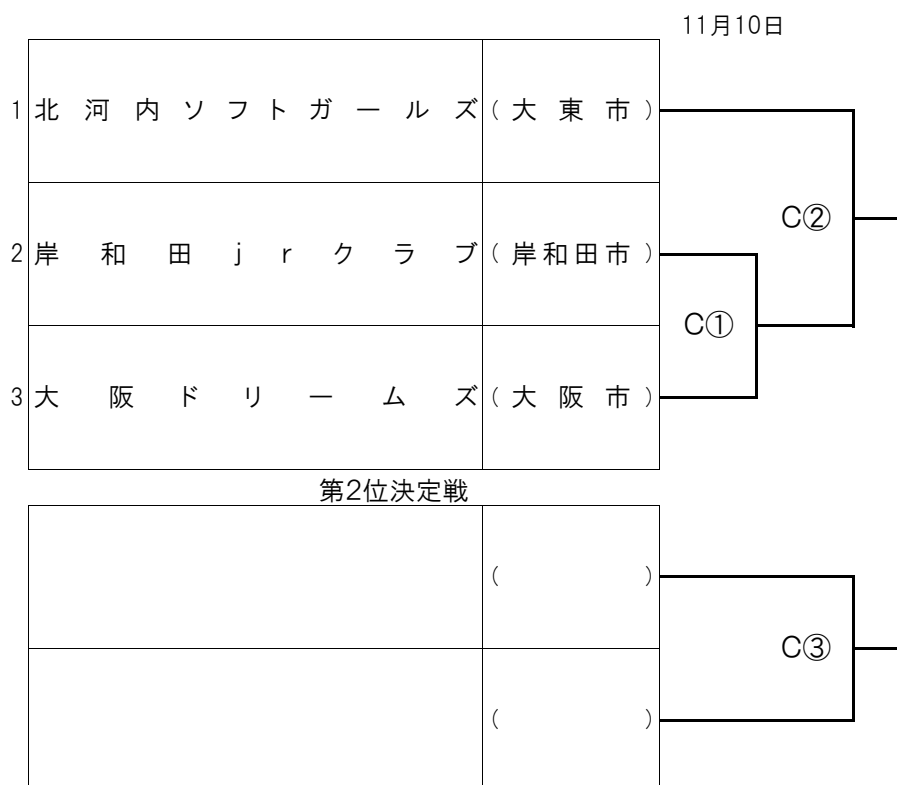 11月10日
1 北河内ソフトガールズ (大東市)
C②
2 岸和田jrクラブ (岸和田市)
C①
3 大阪ドリームズ (大阪市)
第2位決定戦
( )
C③
( )